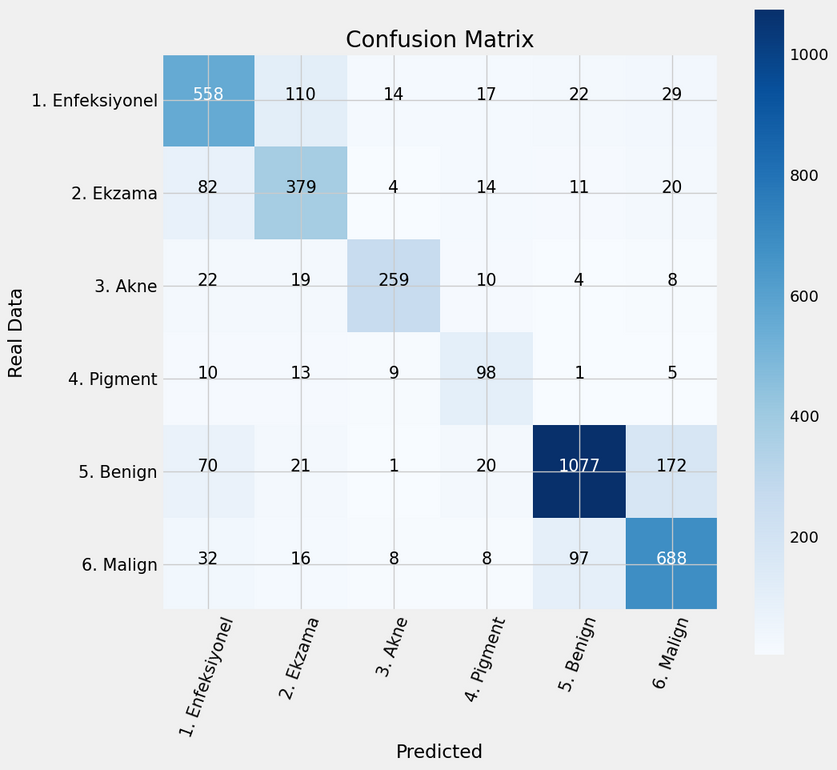 Confusion Matrix
1. Enfeksiyonel 558 110 14 17 22 29
2. Ekzama 82 379 4 14 11 20
3. Akne 22 19 259 10 4 8
4. Pigment 10 13 9 98 1 5
5. Benign 70 21 1 20 1077 172
6. Malign 32 16 8 8 97 688
Real Data
1. Enfeksiyonel
2. Ekzama
3. Akne
4. Pigment
5. Benign
6. Malign
Predicted
1000
800
600
400
200